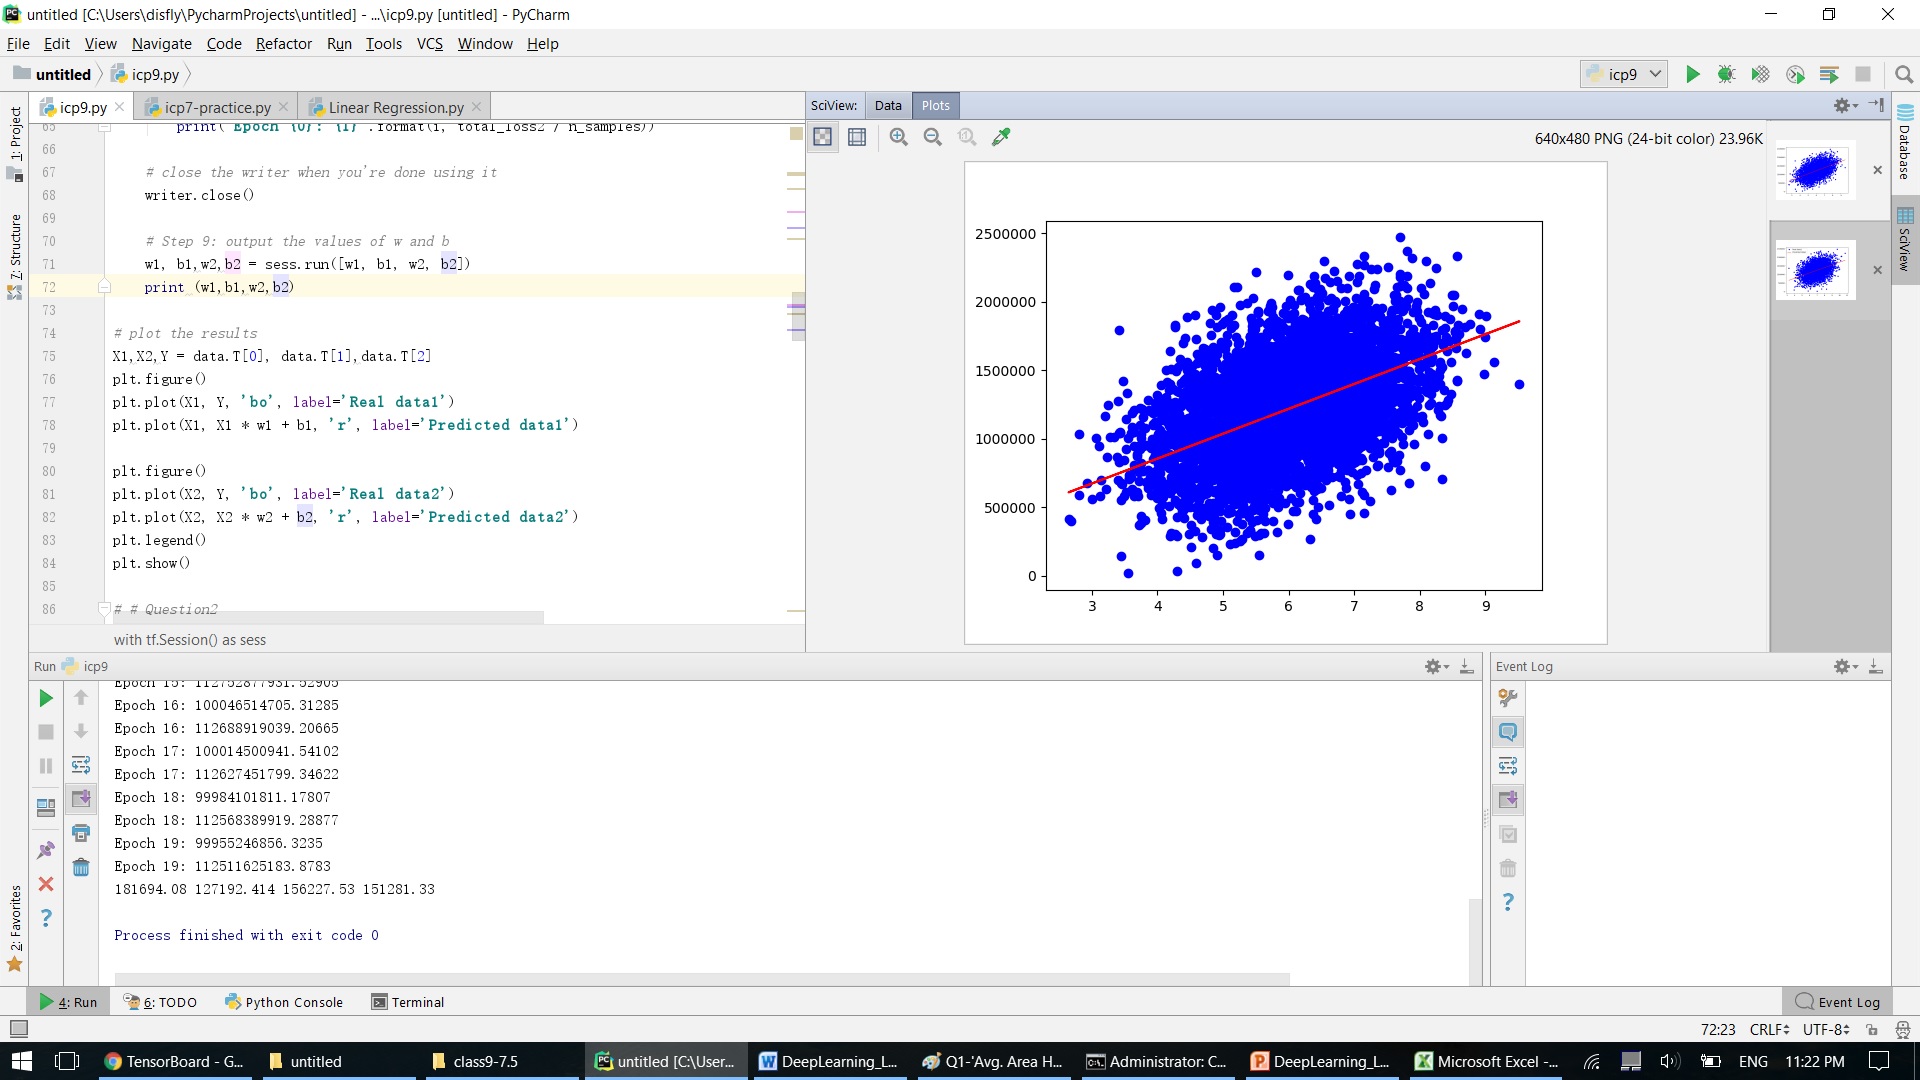 untitled [C:\Users\disfly\PycharmProjects\untitled] - ...\icp9.py [untitled] - PyCharm
File Edit View Navigate Code Refactor Run Tools VCS Window Help
untitled icp9.py icp9
icp9.py icp7-practice.py Linear Regression.py
SciView: Data Plots
640x480 PNG (24-bit color) 23.96K
1: Project
7: Structure
2: Favorites
Database
SciView
65 print("Epoch {0}: {1}".format(i, total_loss2 / n_samples))
66
67 # close the writer when you're done using it
68 writer.close()
69
70 # Step 9: output the values of w and b
71 w1, b1,w2,b2 = sess.run([w1, b1, w2, b2])
72 print (w1,b1,w2,b2)
73
74 # plot the results
75 X1,X2,Y = data.T[0], data.T[1],data.T[2]
76 plt.figure()
77 plt.plot(X1, Y, 'bo', label='Real data1')
78 plt.plot(X1, X1 * w1 + b1, 'r', label='Predicted data1')
79
80 plt.figure()
81 plt.plot(X2, Y, 'bo', label='Real data2')
82 plt.plot(X2, X2 * w2 + b2, 'r', label='Predicted data2')
83 plt.legend()
84 plt.show()
85
86 # # Question2
with tf.Session() as sess
2500000
2000000
1500000
1000000
500000
0
3 4 5 6 7 8 9
Run icp9
Event Log
Epoch 15: 112752877931.52905
Epoch 16: 100046514705.31285
Epoch 16: 112688919039.20665
Epoch 17: 100014500941.54102
Epoch 17: 112627451799.34622
Epoch 18: 99984101811.17807
Epoch 18: 112568389919.28877
Epoch 19: 99955246856.3235
Epoch 19: 112511625183.8783
181694.08 127192.414 156227.53 151281.33
Process finished with exit code 0
4: Run 6: TODO Python Console Terminal Event Log
72:23 CRLF UTF-8
TensorBoard - G... untitled class9-7.5 untitled [C:\User... DeepLearning_L... Q1-'Avg. Area H... Administrator: C... DeepLearning_L... Microsoft Excel -... ENG 11:22 PM